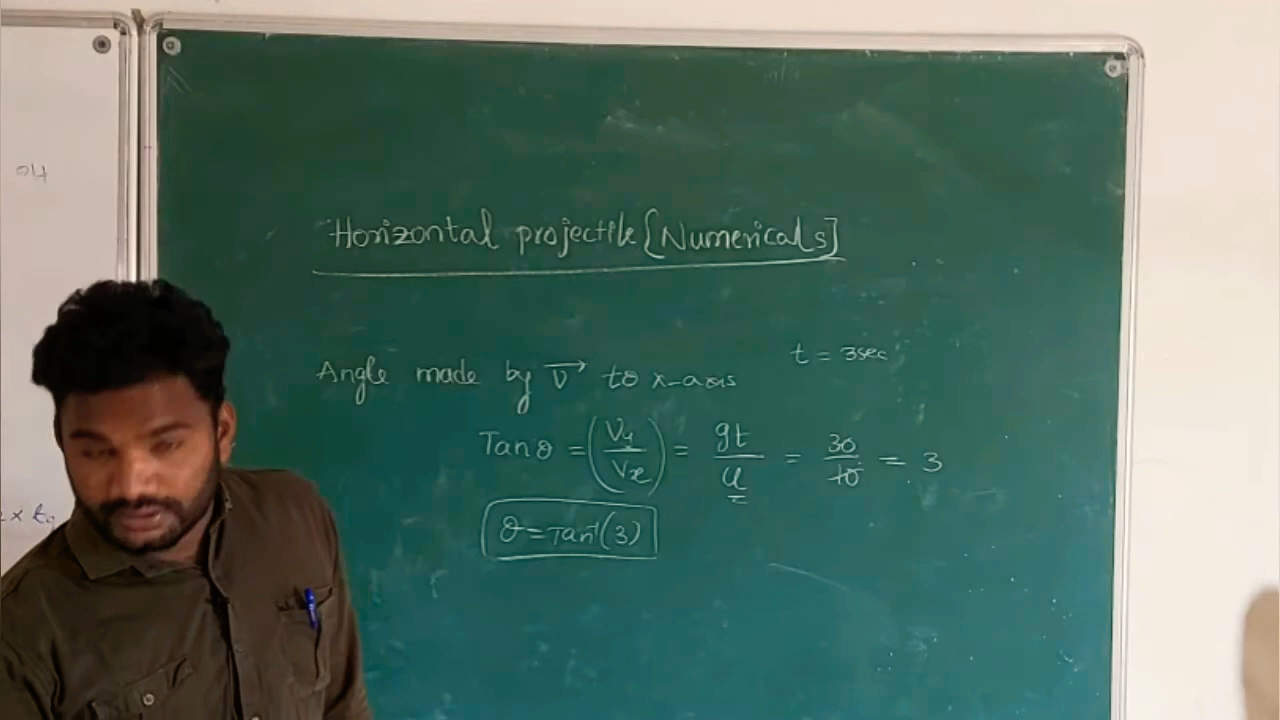 Horizontal projectile [Numericals]
t = 3sec
Angle made by V⃗ to x-axis
Tanθ = (Vy/Vx) = gt/u = 30/10 = 3
θ = Tan⁻¹(3)